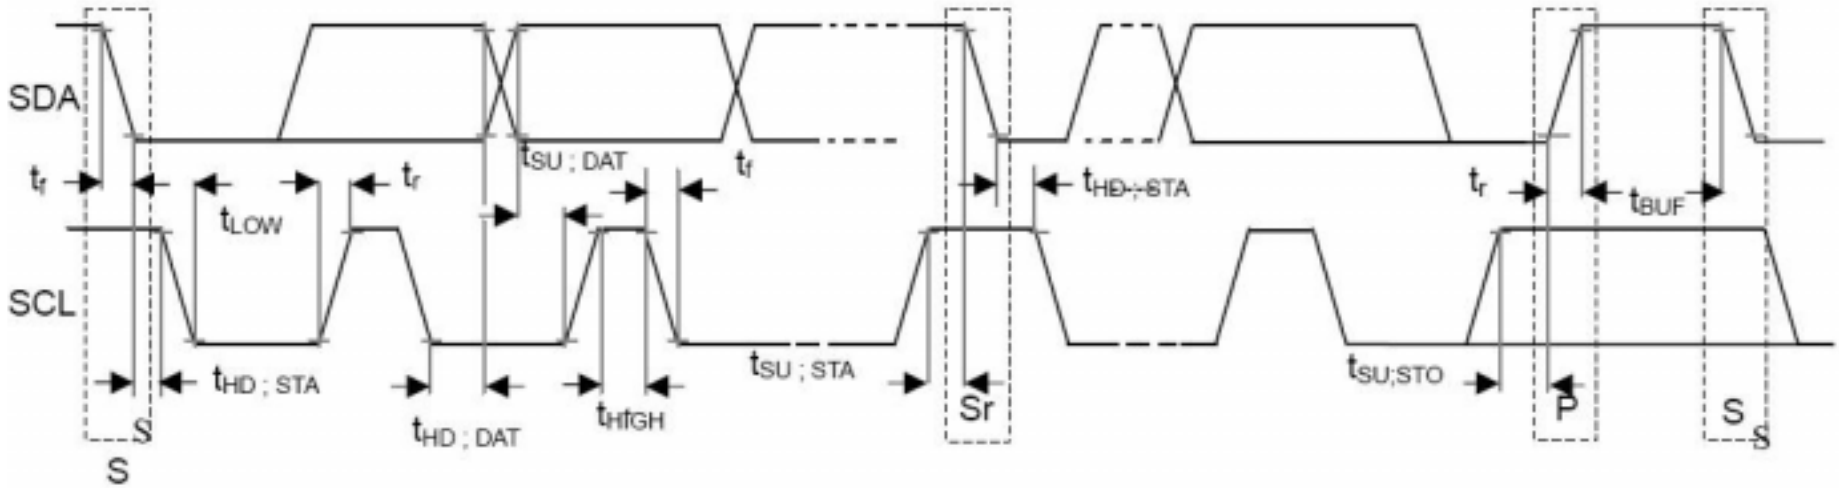 SDA
tSU ; DAT
tf
tf
tr
tHD ; STA
tr
tLOW
tBUF
SCL
tHD ; STA
tSU ; STA
tSU;STO
tHIGH
tHD ; DAT
Sr
P
S
S
S
S